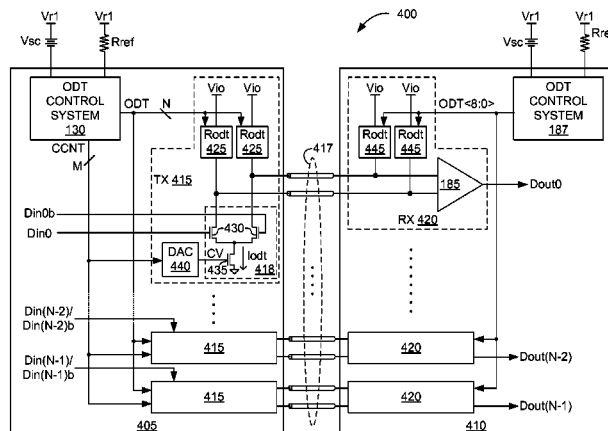 400
Vr1
Vr1
Vr1
Vr1
Vsc
Rref
Vsc
Rref
ODT
CONTROL
SYSTEM
130
ODT
N
CCNT
M
Vio
Vio
Rodt
425
Rodt
425
TX 415
417
Vio
Vio
Rodt
445
Rodt
445
ODT<8:0>
ODT
CONTROL
SYSTEM
187
185
Dout0
RX 420
Din0b
Din0
430
DAC
440
CV
435
Iodt
418
Din(N-2)/
Din(N-2)b
415
420
Dout(N-2)
Din(N-1)/
Din(N-1)b
415
420
Dout(N-1)
405
410